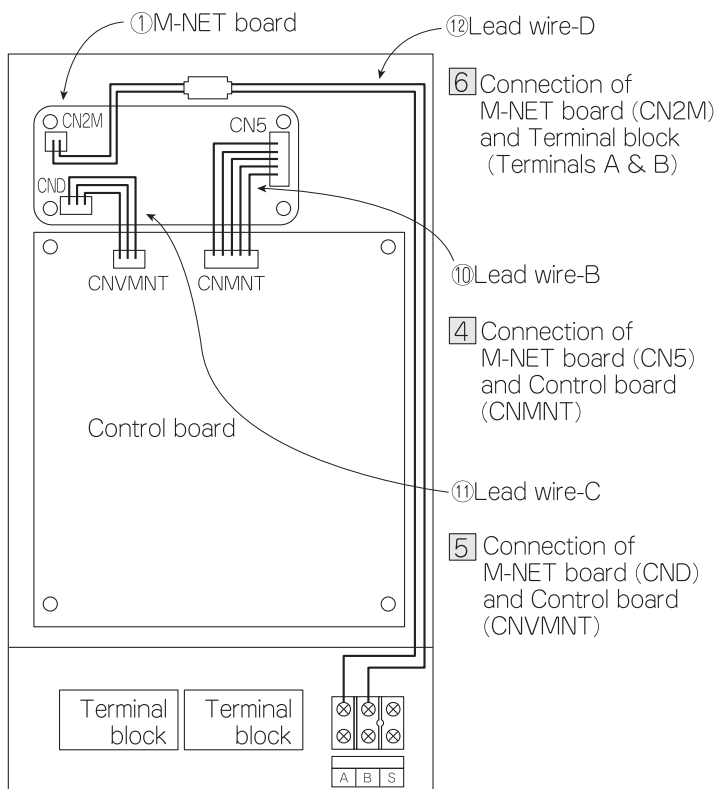 ①M-NET board
⑫Lead wire-D
6 Connection of
M-NET board (CN2M)
and Terminal block
(Terminals A & B)
CN2M
CN5
CND
CNVMNT
CNMNT
⑩Lead wire-B
4 Connection of
M-NET board (CN5)
and Control board
(CNMNT)
Control board
⑪Lead wire-C
5 Connection of
M-NET board (CND)
and Control board
(CNVMNT)
Terminal
block
Terminal
block
A B S